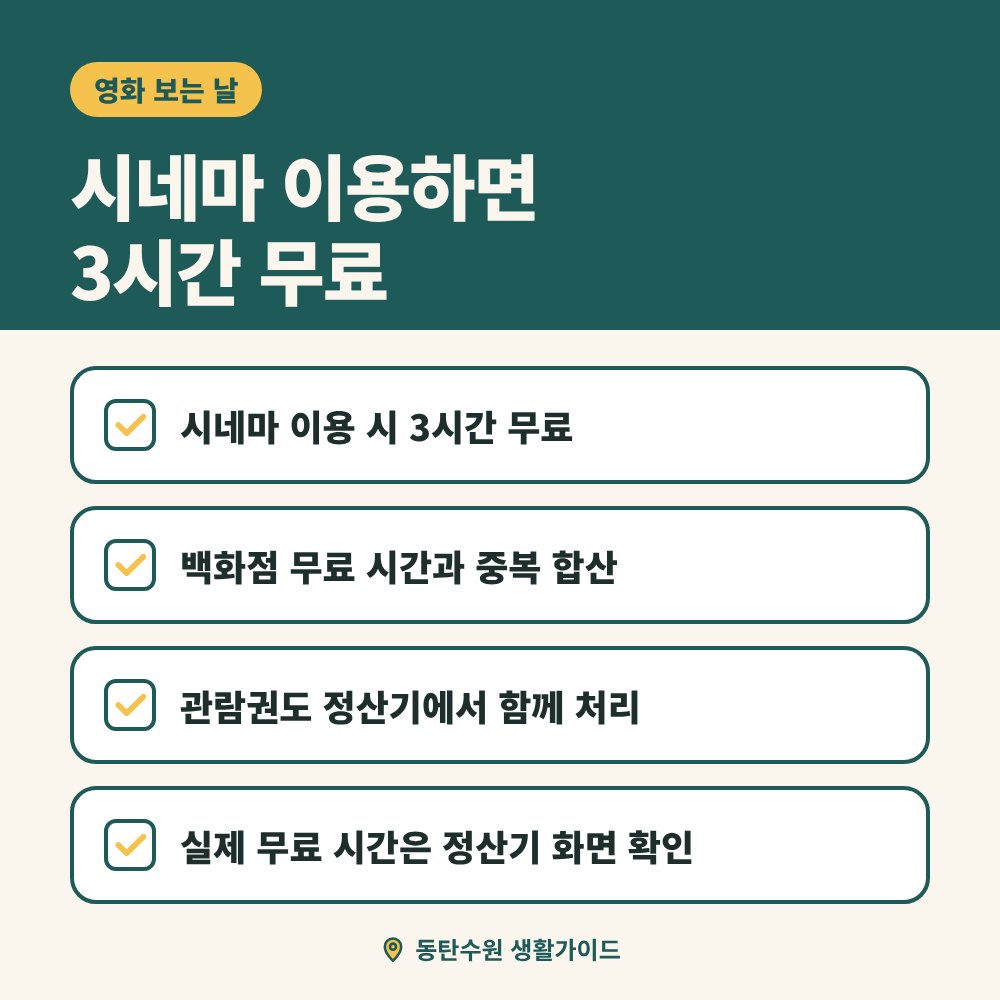 영화 보는 날
시네마 이용하면
3시간 무료
시네마 이용 시 3시간 무료
백화점 무료 시간과 중복 합산
관람권도 정산기에서 함께 처리
실제 무료 시간은 정산기 화면 확인
동탄수원 생활가이드